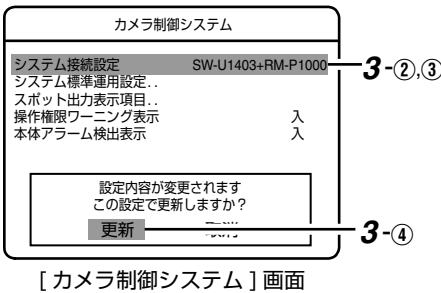 カメラ制御システム
システム接続設定 SW-U1403+RM-P1000 3-②,③
システム標準運用設定..
スポット出力表示項目..
操作権限ワーニング表示 入
本体アラーム検出表示 入
設定内容が変更されます
この設定で更新しますか？
更新 3-④
[ カメラ制御システム ] 画面